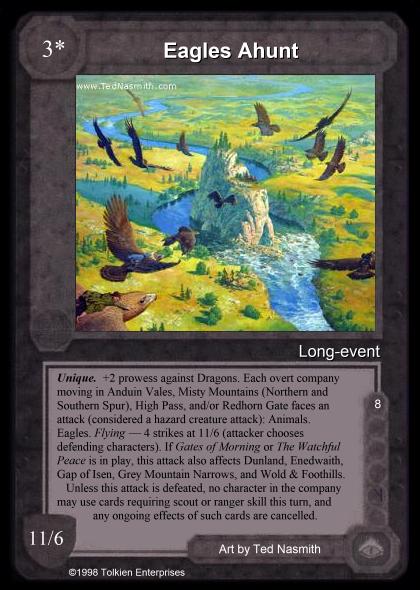 3*
Eagles Ahunt
www.TedNasmith.com
Long-event
Unique. +2 prowess against Dragons. Each overt company
moving in Anduin Vales, Misty Mountains (Northern and
Southern Spur), High Pass, and/or Redhorn Gate faces an
attack (considered a hazard creature attack): Animals.
Eagles. Flying — 4 strikes at 11/6 (attacker chooses
defending characters). If Gates of Morning or The Watchful
Peace is in play, this attack also affects Dunland, Enedwaith,
Gap of Isen, Grey Mountain Narrows, and Wold & Foothills.
Unless this attack is defeated, no character in the company
may use cards requiring scout or ranger skill this turn, and
any ongoing effects of such cards are cancelled.
8
11/6
Art by Ted Nasmith
©1998 Tolkien Enterprises